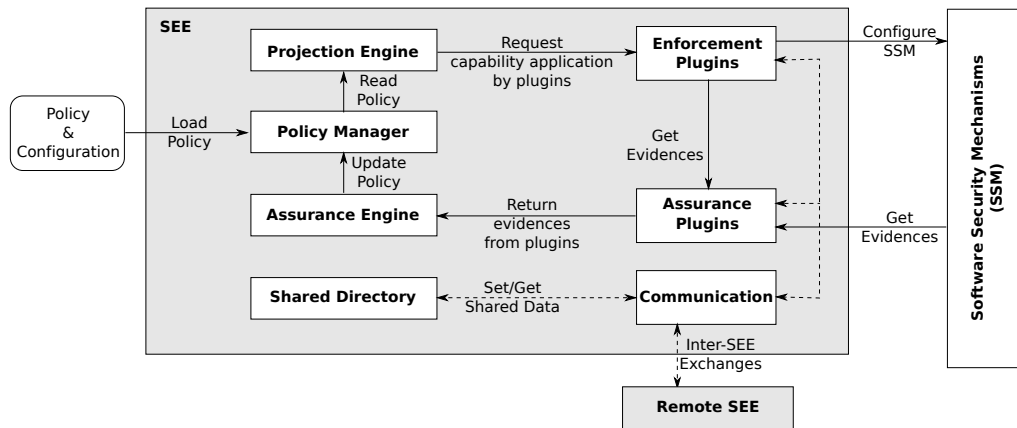 SEE
Projection Engine
Request
capability application
by plugins
Enforcement
Plugins
Configure
SSM
Read
Policy
Policy
&
Configuration
Load
Policy
Policy Manager
Get
Evidences
Update
Policy
Assurance Engine
Return
evidences
from plugins
Assurance
Plugins
Get
Evidences
Software Security Mechanisms
(SSM)
Shared Directory
Set/Get
Shared Data
Communication
Inter-SEE
Exchanges
Remote SEE